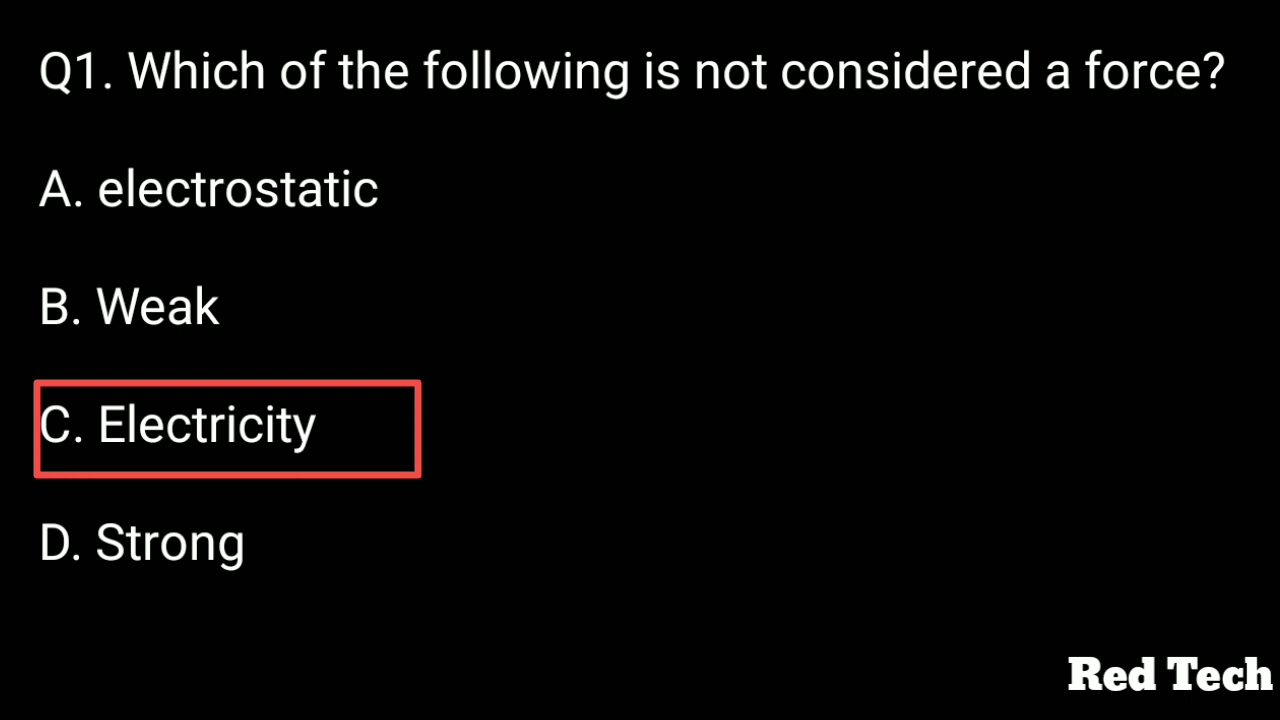 Q1. Which of the following is not considered a force?
A. electrostatic
B. Weak
C. Electricity
D. Strong
Red Tech